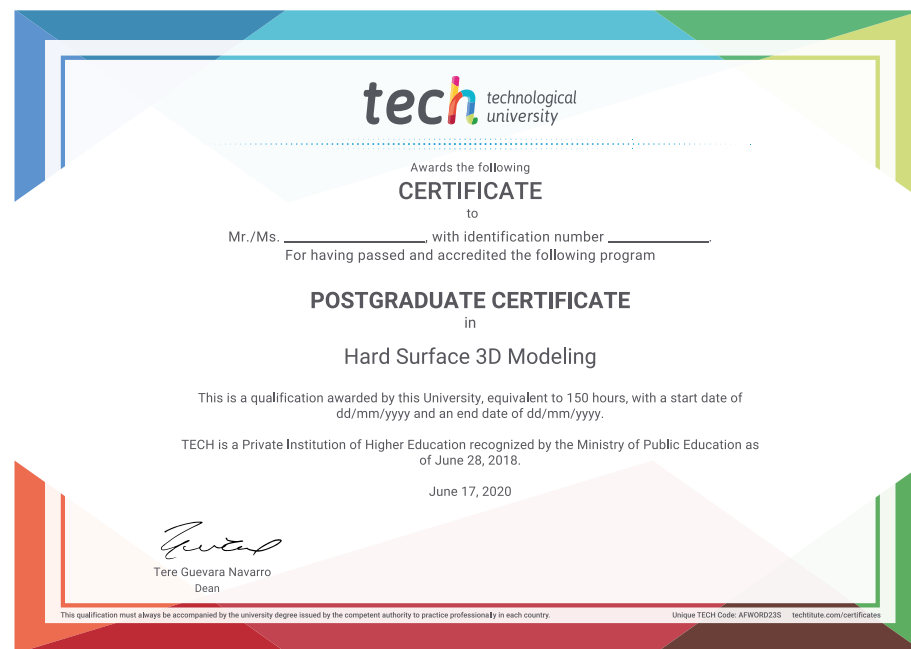 tech technological
university
Awards the following
CERTIFICATE
to
Mr./Ms. ____________, with identification number ____________.
For having passed and accredited the following program
POSTGRADUATE CERTIFICATE
in
Hard Surface 3D Modeling
This is a qualification awarded by this University, equivalent to 150 hours, with a start date of
dd/mm/yyyy and an end date of dd/mm/yyyy.
TECH is a Private Institution of Higher Education recognized by the Ministry of Public Education as
of June 28, 2018.
June 17, 2020
Tere Guevara Navarro
Dean
This qualification must always be accompanied by the university degree issued by the competent authority to practice professionally in each country.
Unique TECH Code: AFWORD23S techtitute.com/certificates